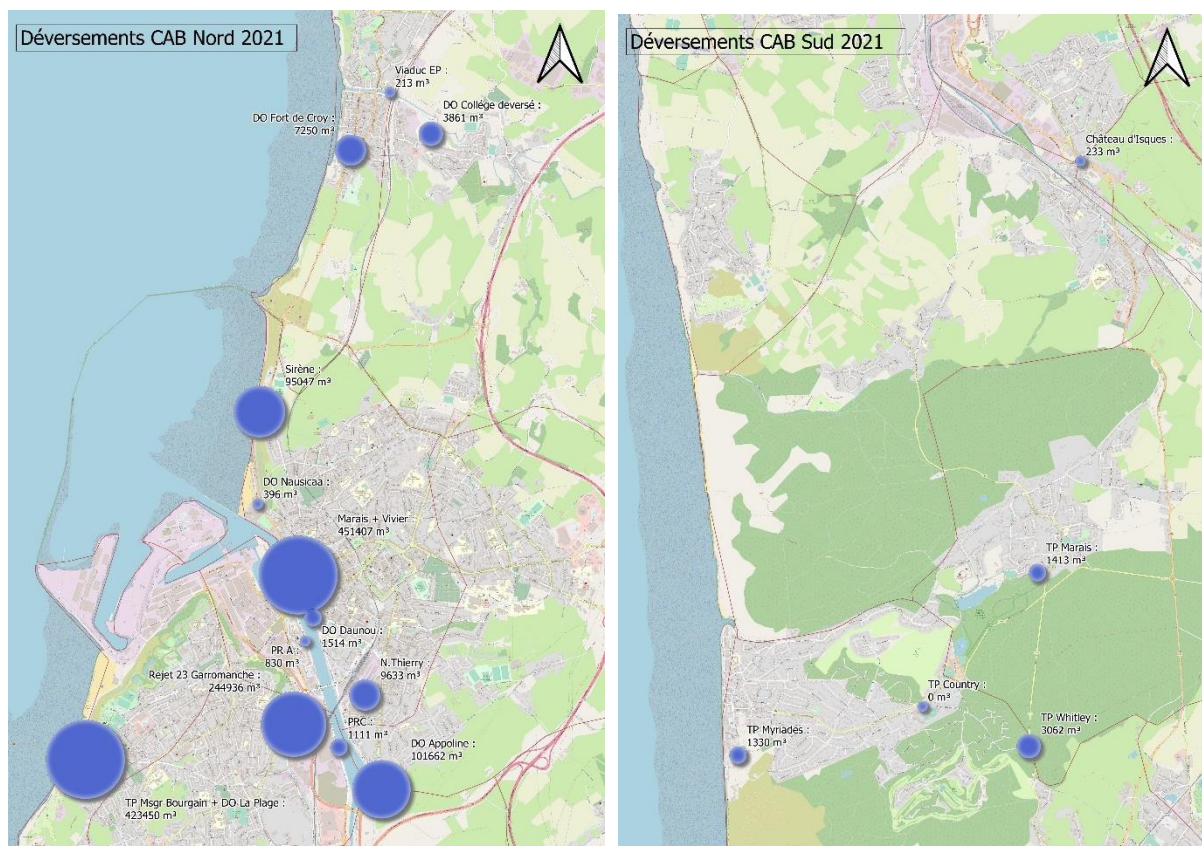 Déversements CAB Nord 2021
Viaduc EP :
213 m³
DO Collège deversé :
3861 m³
DO Fort de Croy :
7250 m³
Sirène :
95047 m³
DO Nausicaa :
396 m³
Marais + Vivier
451407 m³
DO Daunou :
1514 m³
PR A :
830 m³
N.Thierry
9633 m³
Rejet 23 Garromanche :
244936 m³
PRC :
1111 m³
DO Appoline :
101662 m³
TP Msgr Bourgain + DO La Plage :
423450 m³
Déversements CAB Sud 2021
Château d'Isques :
233 m³
TP Marais :
1413 m³
TP Country :
0 m³
TP Myriades :
1330 m³
TP Whitley :
3062 m³